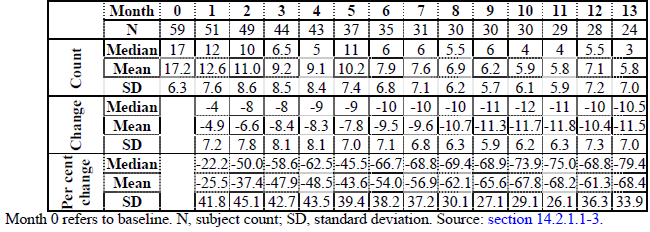 Month 0 1 2 3 4 5 6 7 8 9 10 11 12 13
N 59 51 49 44 43 37 35 31 30 30 30 29 28 24
Count
Median 17 12 10 6.5 5 11 6 6 5.5 6 4 4 5.5 3
Mean 17.2 12.6 11.0 9.2 9.1 10.2 7.9 7.6 6.9 6.2 5.9 5.8 7.1 5.8
SD 6.3 7.6 8.6 8.5 8.4 7.4 6.8 7.1 6.2 5.7 6.1 5.9 7.2 7.0
Change
Median -4 -8 -8 -9 -9 -10 -10 -10 -11 -12 -11 -10 -10.5
Mean -4.9 -6.6 -8.4 -8.3 -7.8 -9.5 -9.6 -10.7 -11.3 -11.7 -11.8 -10.4 -11.5
SD 7.2 7.8 8.1 8.1 7.0 7.1 6.8 6.3 5.9 6.2 6.3 7.3 7.0
Per cent change
Median -22.2 -50.0 -58.6 -62.5 -45.5 -66.7 -68.8 -69.4 -68.9 -73.9 -75.0 -68.8 -79.4
Mean -25.5 -37.4 -47.9 -48.5 -43.6 -54.0 -56.9 -62.1 -65.6 -67.8 -68.2 -61.3 -68.4
SD 41.8 45.1 42.7 43.5 39.4 38.2 37.2 30.1 27.1 29.1 26.1 36.3 33.9
Month 0 refers to baseline. N, subject count; SD, standard deviation. Source: section 14.2.1.1-3.